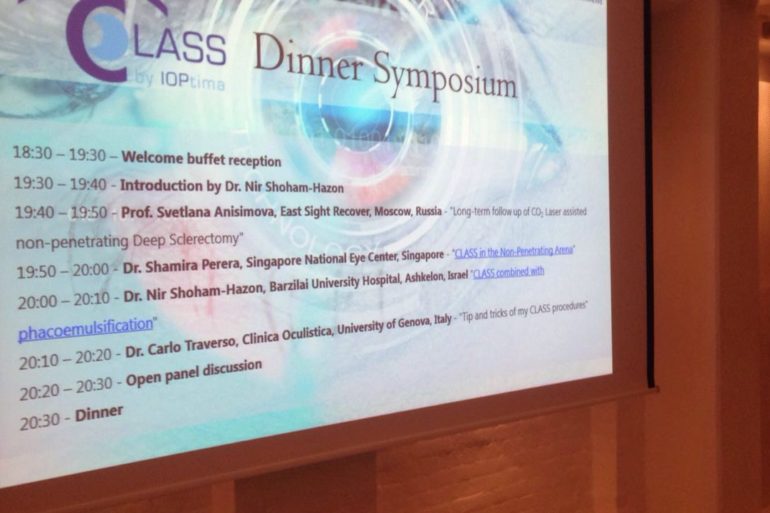 CLASS
by IOPtima
Dinner Symposium
18:30 – 19:30 – Welcome buffet reception
19:30 – 19:40 - Introduction by Dr. Nir Shoham-Hazon
19:40 – 19:50 - Prof. Svetlana Anisimova, East Sight Recover, Moscow, Russia - "Long-term follow up of CO₂ Laser assisted
non-penetrating Deep Sclerectomy"
19:50 – 20:00 - Dr. Shamira Perera, Singapore National Eye Center, Singapore - "CLASS in the Non-Penetrating Arena"
20:00 – 20:10 - Dr. Nir Shoham-Hazon, Barzilai University Hospital, Ashkelon, Israel "CLASS combined with
phacoemulsification"
20:10 – 20:20 - Dr. Carlo Traverso, Clinica Oculistica, University of Genova, Italy - "Tip and tricks of my CLASS procedures"
20:20 – 20:30 - Open panel discussion
20:30 - Dinner